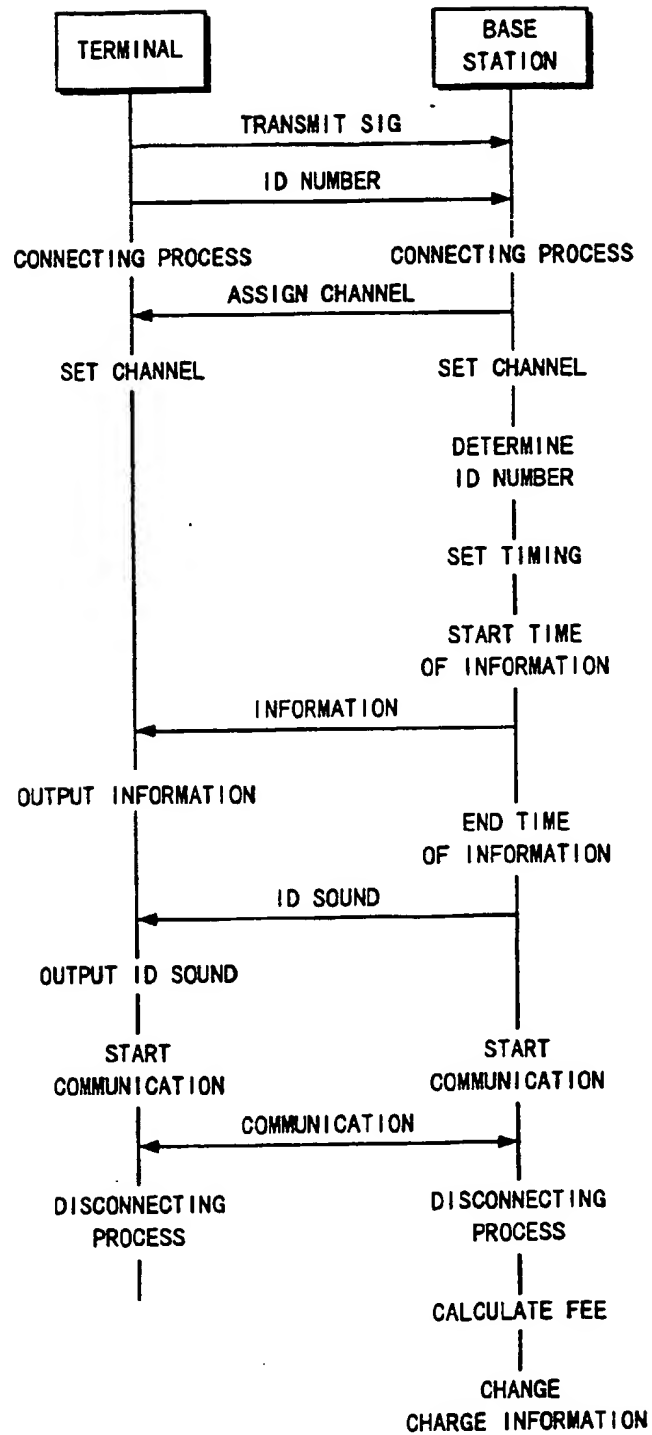 TERMINAL
BASE
STATION
TRANSMIT SIG
ID NUMBER
CONNECTING PROCESS
CONNECTING PROCESS
ASSIGN CHANNEL
SET CHANNEL
SET CHANNEL
DETERMINE
ID NUMBER
SET TIMING
START TIME
OF INFORMATION
INFORMATION
OUTPUT INFORMATION
END TIME
OF INFORMATION
ID SOUND
OUTPUT ID SOUND
START
COMMUNICATION
START
COMMUNICATION
COMMUNICATION
DISCONNECTING
PROCESS
DISCONNECTING
PROCESS
CALCULATE FEE
CHANGE
CHARGE INFORMATION